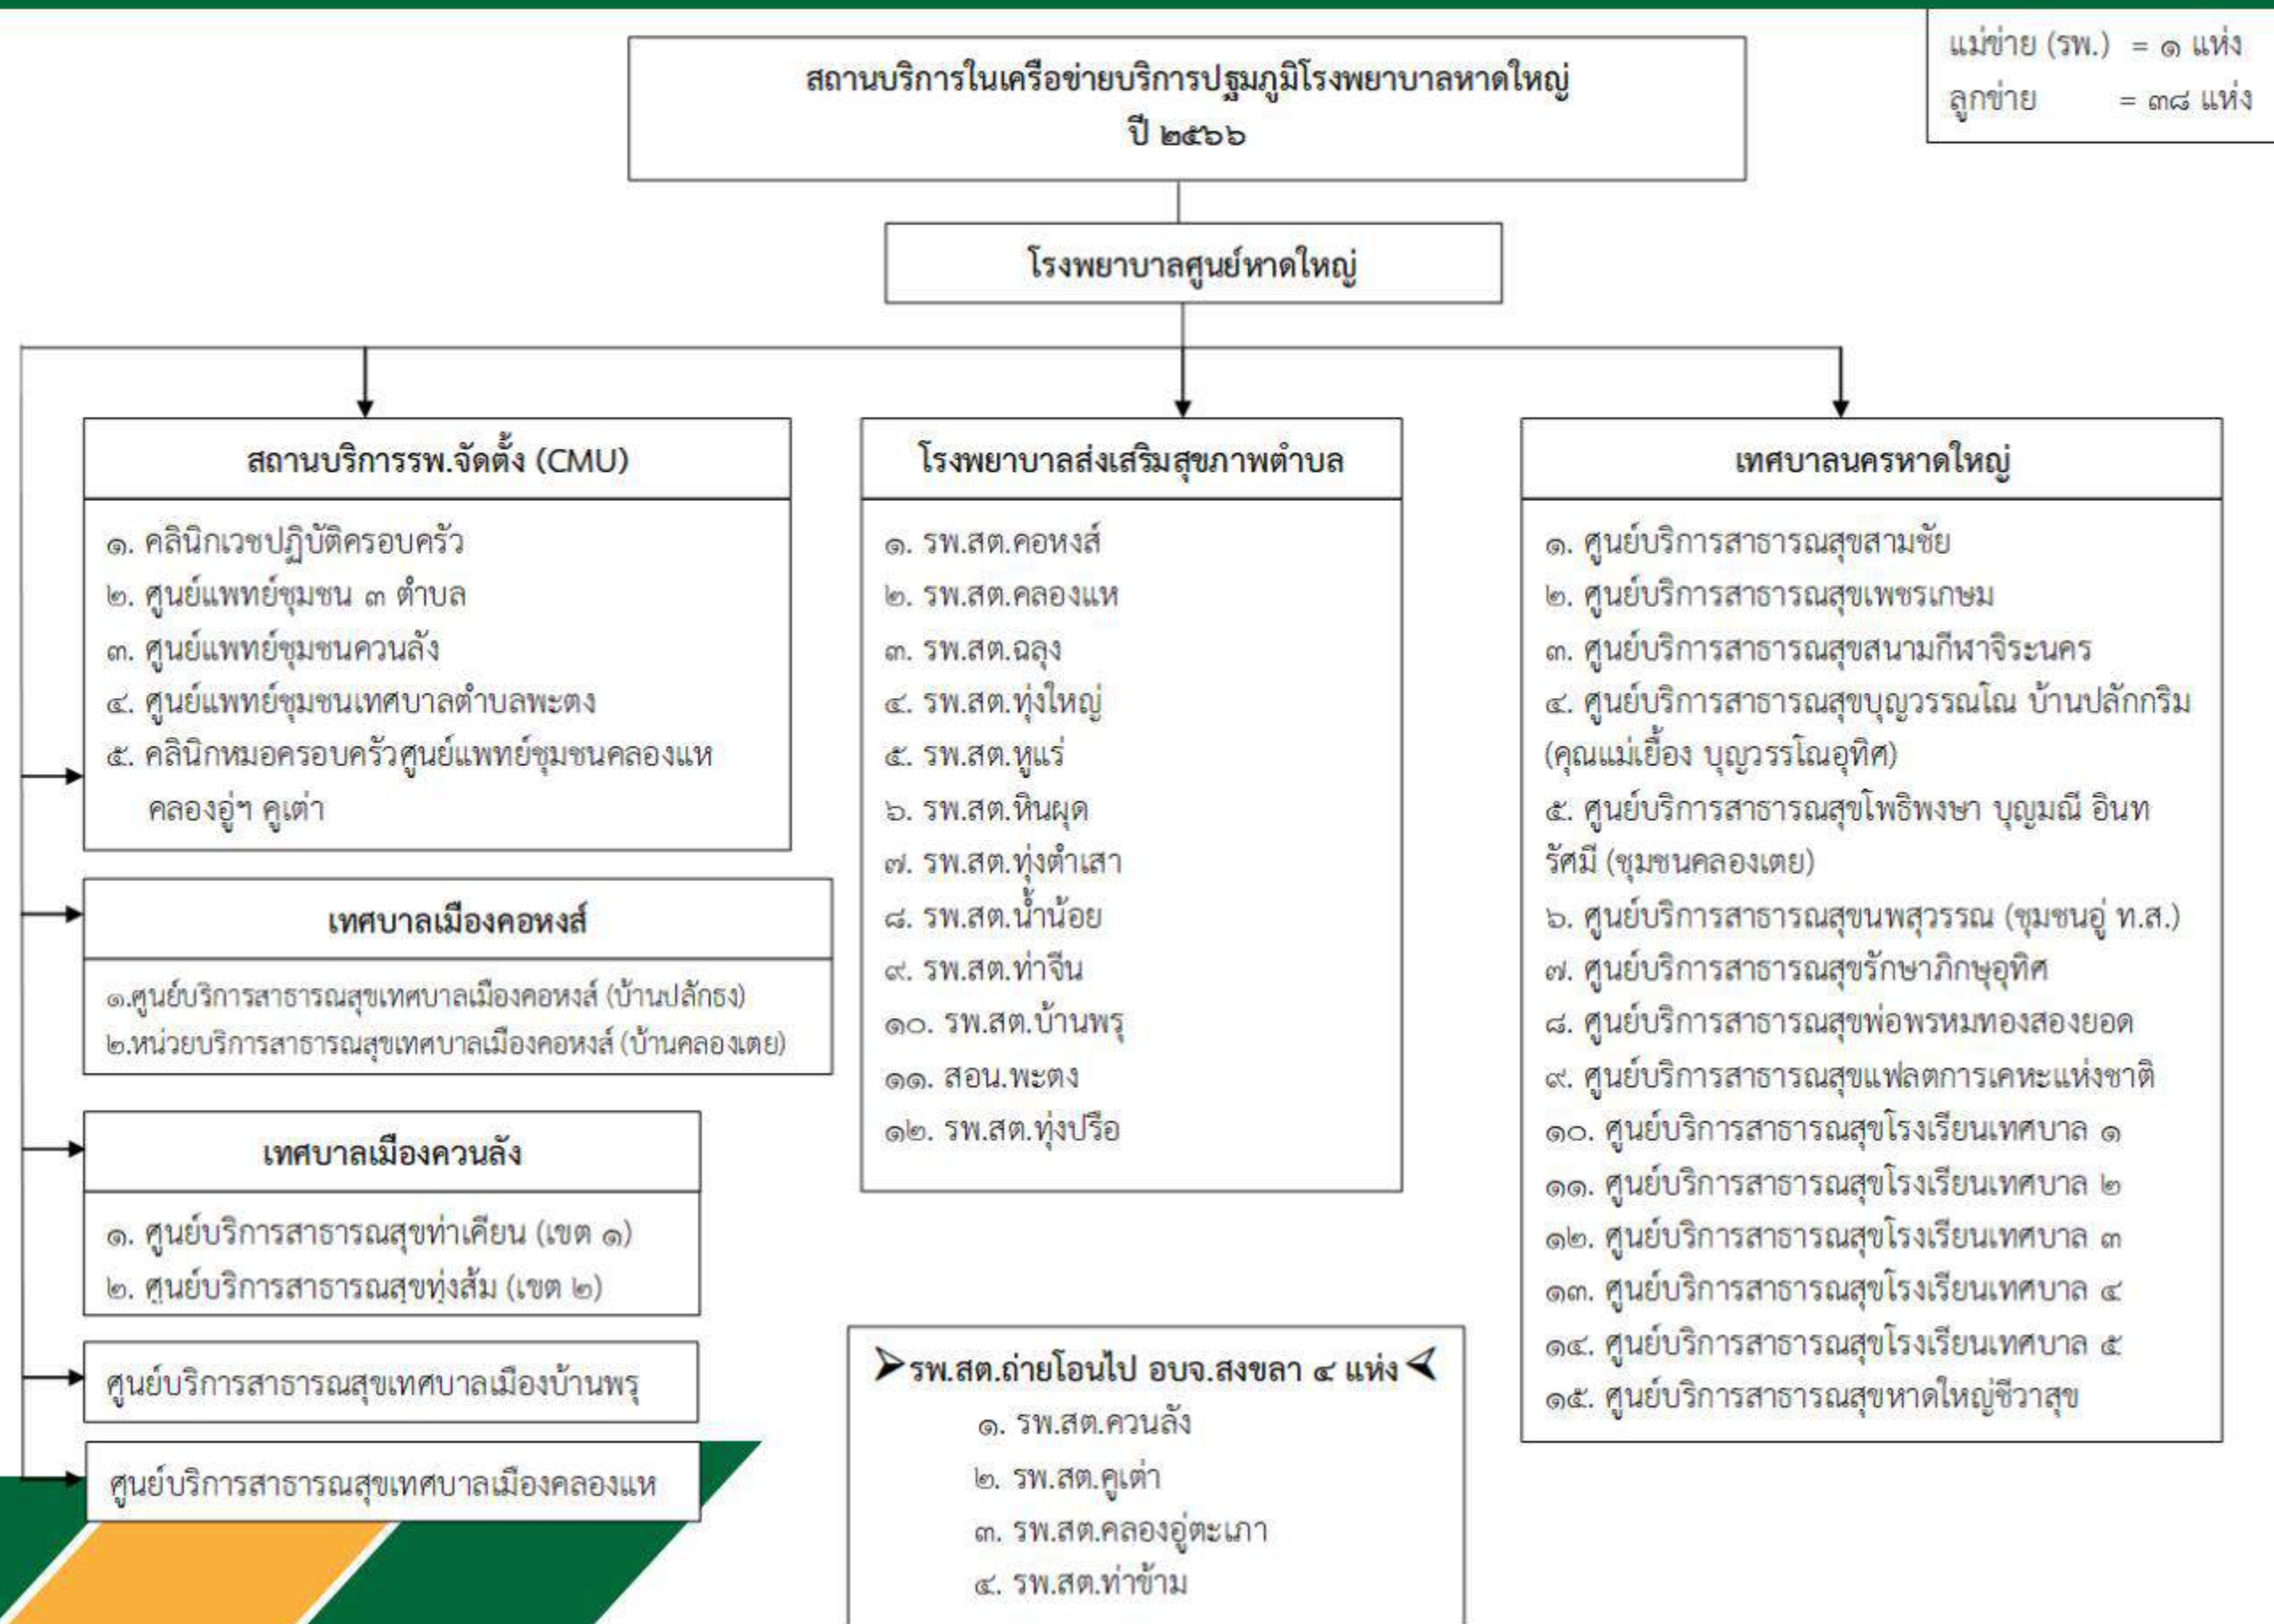 แม่ข่าย (รพ.) = ๑ แห่ง
ลูกข่าย = ๓๘ แห่ง
สถานบริการในเครือข่ายบริการปฐมภูมิโรงพยาบาลหาดใหญ่
ปี ๒๕๖๖
โรงพยาบาลศูนย์หาดใหญ่
สถานบริการรพ.จัดตั้ง (CMU)
๑. คลินิกเวชปฏิบัติครอบครัว
๒. ศูนย์แพทย์ชุมชน ๓ ตำบล
๓. ศูนย์แพทย์ชุมชนควนลัง
๔. ศูนย์แพทย์ชุมชนเทศบาลตำบลพะตง
๕. คลินิกหมอครอบครัวศูนย์แพทย์ชุมชนคลองแห
คลองอู่ฯ คูเต่า
เทศบาลเมืองคอหงส์
๑.ศูนย์บริการสาธารณสุขเทศบาลเมืองคอหงส์ (บ้านปลักธง)
๒.หน่วยบริการสาธารณสุขเทศบาลเมืองคอหงส์ (บ้านคลองเตย)
เทศบาลเมืองควนลัง
๑. ศูนย์บริการสาธารณสุขท่าเคียน (เขต ๑)
๒. ศูนย์บริการสาธารณสุขทุ่งส้ม (เขต ๒)
ศูนย์บริการสาธารณสุขเทศบาลเมืองบ้านพรุ
ศูนย์บริการสาธารณสุขเทศบาลเมืองคลองแห
โรงพยาบาลส่งเสริมสุขภาพตำบล
๑. รพ.สต.คอหงส์
๒. รพ.สต.คลองแห
๓. รพ.สต.ฉลุง
๔. รพ.สต.ทุ่งใหญ่
๕. รพ.สต.หูแร่
๖. รพ.สต.หินผุด
๗. รพ.สต.ทุ่งตำเสา
๘. รพ.สต.น้ำน้อย
๙. รพ.สต.ท่าจีน
๑๐. รพ.สต.บ้านพรุ
๑๑. สอน.พะตง
๑๒. รพ.สต.ทุ่งปรือ
➢รพ.สต.ถ่ายโอนไป อบจ.สงขลา ๔ แห่ง
๑. รพ.สต.ควนลัง
๒. รพ.สต.คูเต่า
๓. รพ.สต.คลองอู่ตะเภา
๔. รพ.สต.ท่าข้าม
เทศบาลนครหาดใหญ่
๑. ศูนย์บริการสาธารณสุขสามชัย
๒. ศูนย์บริการสาธารณสุขเพชรเกษม
๓. ศูนย์บริการสาธารณสุขสนามกีฬาจิระนคร
๔. ศูนย์บริการสาธารณสุขบุญวรรณโณ บ้านปลักกริม
(คุณแม่เยื้อง บุญวรรโณอุทิศ)
๕. ศูนย์บริการสาธารณสุขโพธิพงษา บุญมณี อินท
รัศมี (ชุมชนคลองเตย)
๖. ศูนย์บริการสาธารณสุขนพสุวรรณ (ชุมชนอู่ ท.ส.)
๗. ศูนย์บริการสาธารณสุขรักษาภิกษุอุทิศ
๘. ศูนย์บริการสาธารณสุขพ่อพรหมทองสองยอด
๙. ศูนย์บริการสาธารณสุขแฟลตการเคหะแห่งชาติ
๑๐. ศูนย์บริการสาธารณสุขโรงเรียนเทศบาล ๑
๑๑. ศูนย์บริการสาธารณสุขโรงเรียนเทศบาล ๒
๑๒. ศูนย์บริการสาธารณสุขโรงเรียนเทศบาล ๓
๑๓. ศูนย์บริการสาธารณสุขโรงเรียนเทศบาล ๔
๑๔. ศูนย์บริการสาธารณสุขโรงเรียนเทศบาล ๕
๑๕. ศูนย์บริการสาธารณสุขหาดใหญ่ชีวาสุข